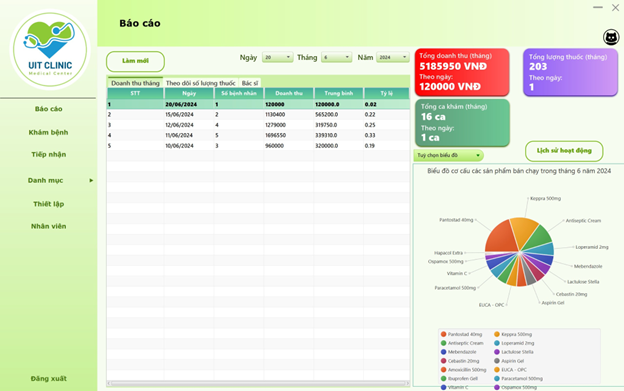 Báo cáo
UIT CLINIC
Medical Center
Báo cáo
Khám bệnh
Tiếp nhận
Danh mục
Thiết lập
Nhân viên
Đăng xuất
Làm mới
Ngày 20 Tháng 6 Năm 2024
Doanh thu tháng Theo dõi số lượng thuốc Bác sĩ
STT Ngày Số bệnh nhân Doanh thu Trung bình Tỷ lệ
1 20/06/2024 1 120000 120000.0 0.02
2 15/06/2024 2 1130400 565200.0 0.22
3 12/06/2024 4 1279000 319750.0 0.25
4 11/06/2024 5 1696550 339310.0 0.33
5 10/06/2024 3 960000 320000.0 0.19
Tổng doanh thu (tháng)
5185950 VNĐ
Theo ngày:
120000 VNĐ
Tổng lượng thuốc (tháng)
203
Theo ngày:
1
Tổng ca khám (tháng)
16 ca
Theo ngày:
1 ca
Tuỳ chọn biểu đồ
Lịch sử hoạt động
Biểu đồ cơ cấu các sản phẩm bán chạy trong tháng 6 năm 2024
Keppra 500mg
Pantostad 40mg
Antiseptic Cream
Loperamid 2mg
Hapacol Extra
Ospamox 500mg
Mebendazole
Vitamin C
Lactulose Stella
Paracetamol 500mg
Cebastin 20mg
Aspirin Gel
EUCA - OPC
Pantostad 40mg Keppra 500mg
Antiseptic Cream Loperamid 2mg
Mebendazole Lactulose Stella
Cebastin 20mg Aspirin Gel
Amoxicillin 500mg EUCA - OPC
Ibuprofen Gel Paracetamol 500mg
Vitamin C Ospamox 500mg